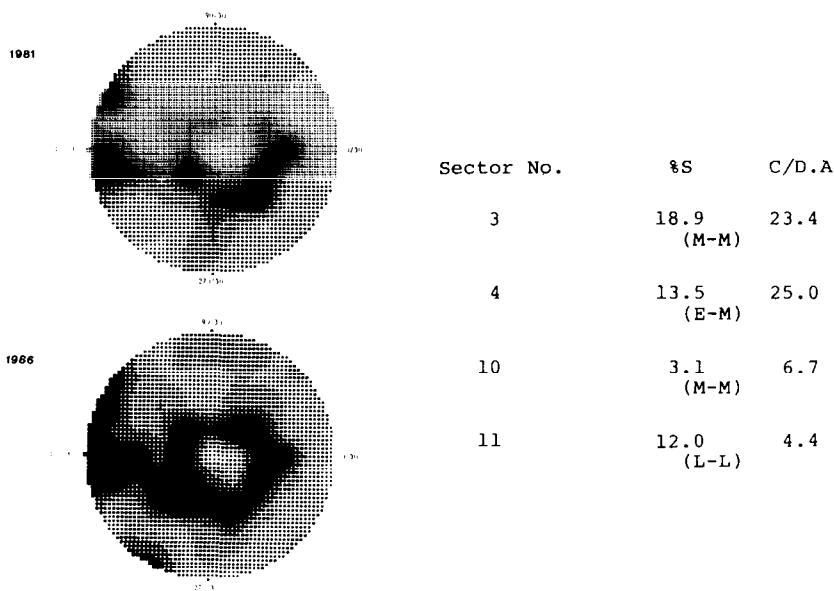 1981
Sector No. %S C/D.A
3 18.9 23.4
(M-M)
4 13.5 25.0
(E-M)
10 3.1 6.7
(M-M)
11 12.0 4.4
(L-L)
1986